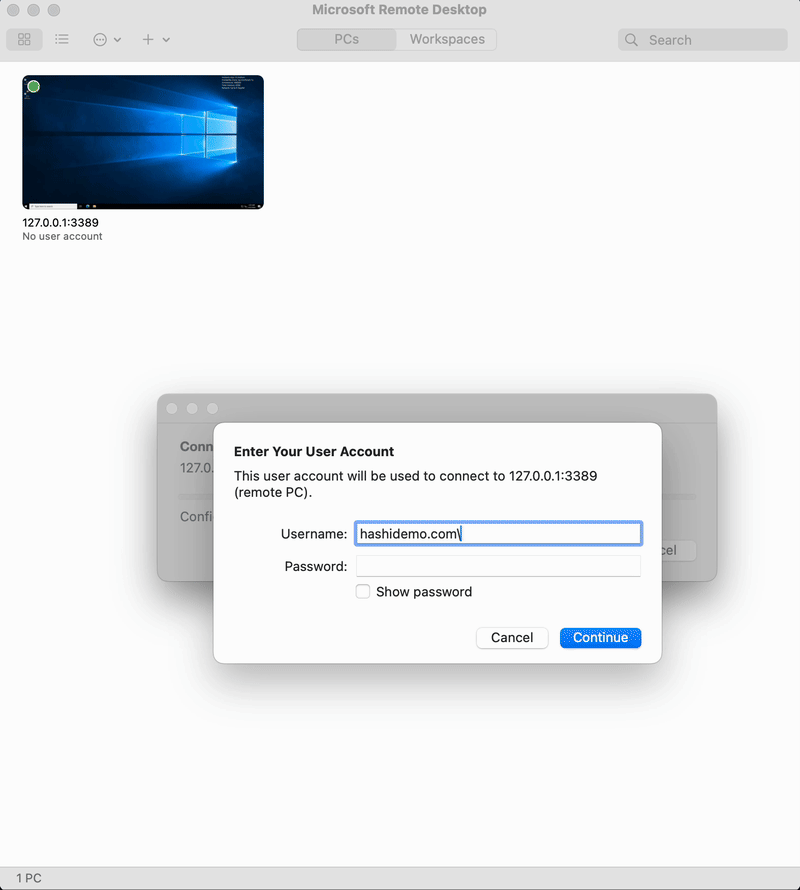 Microsoft Remote Desktop
PCs
Workspaces
Search
127.0.0.1:3389
No user account
Conn
127.0.
Confi
cel
Enter Your User Account
This user account will be used to connect to 127.0.0.1:3389
(remote PC).
Username: hashidemo.com\
Password:
Show password
Cancel
Continue
1 PC